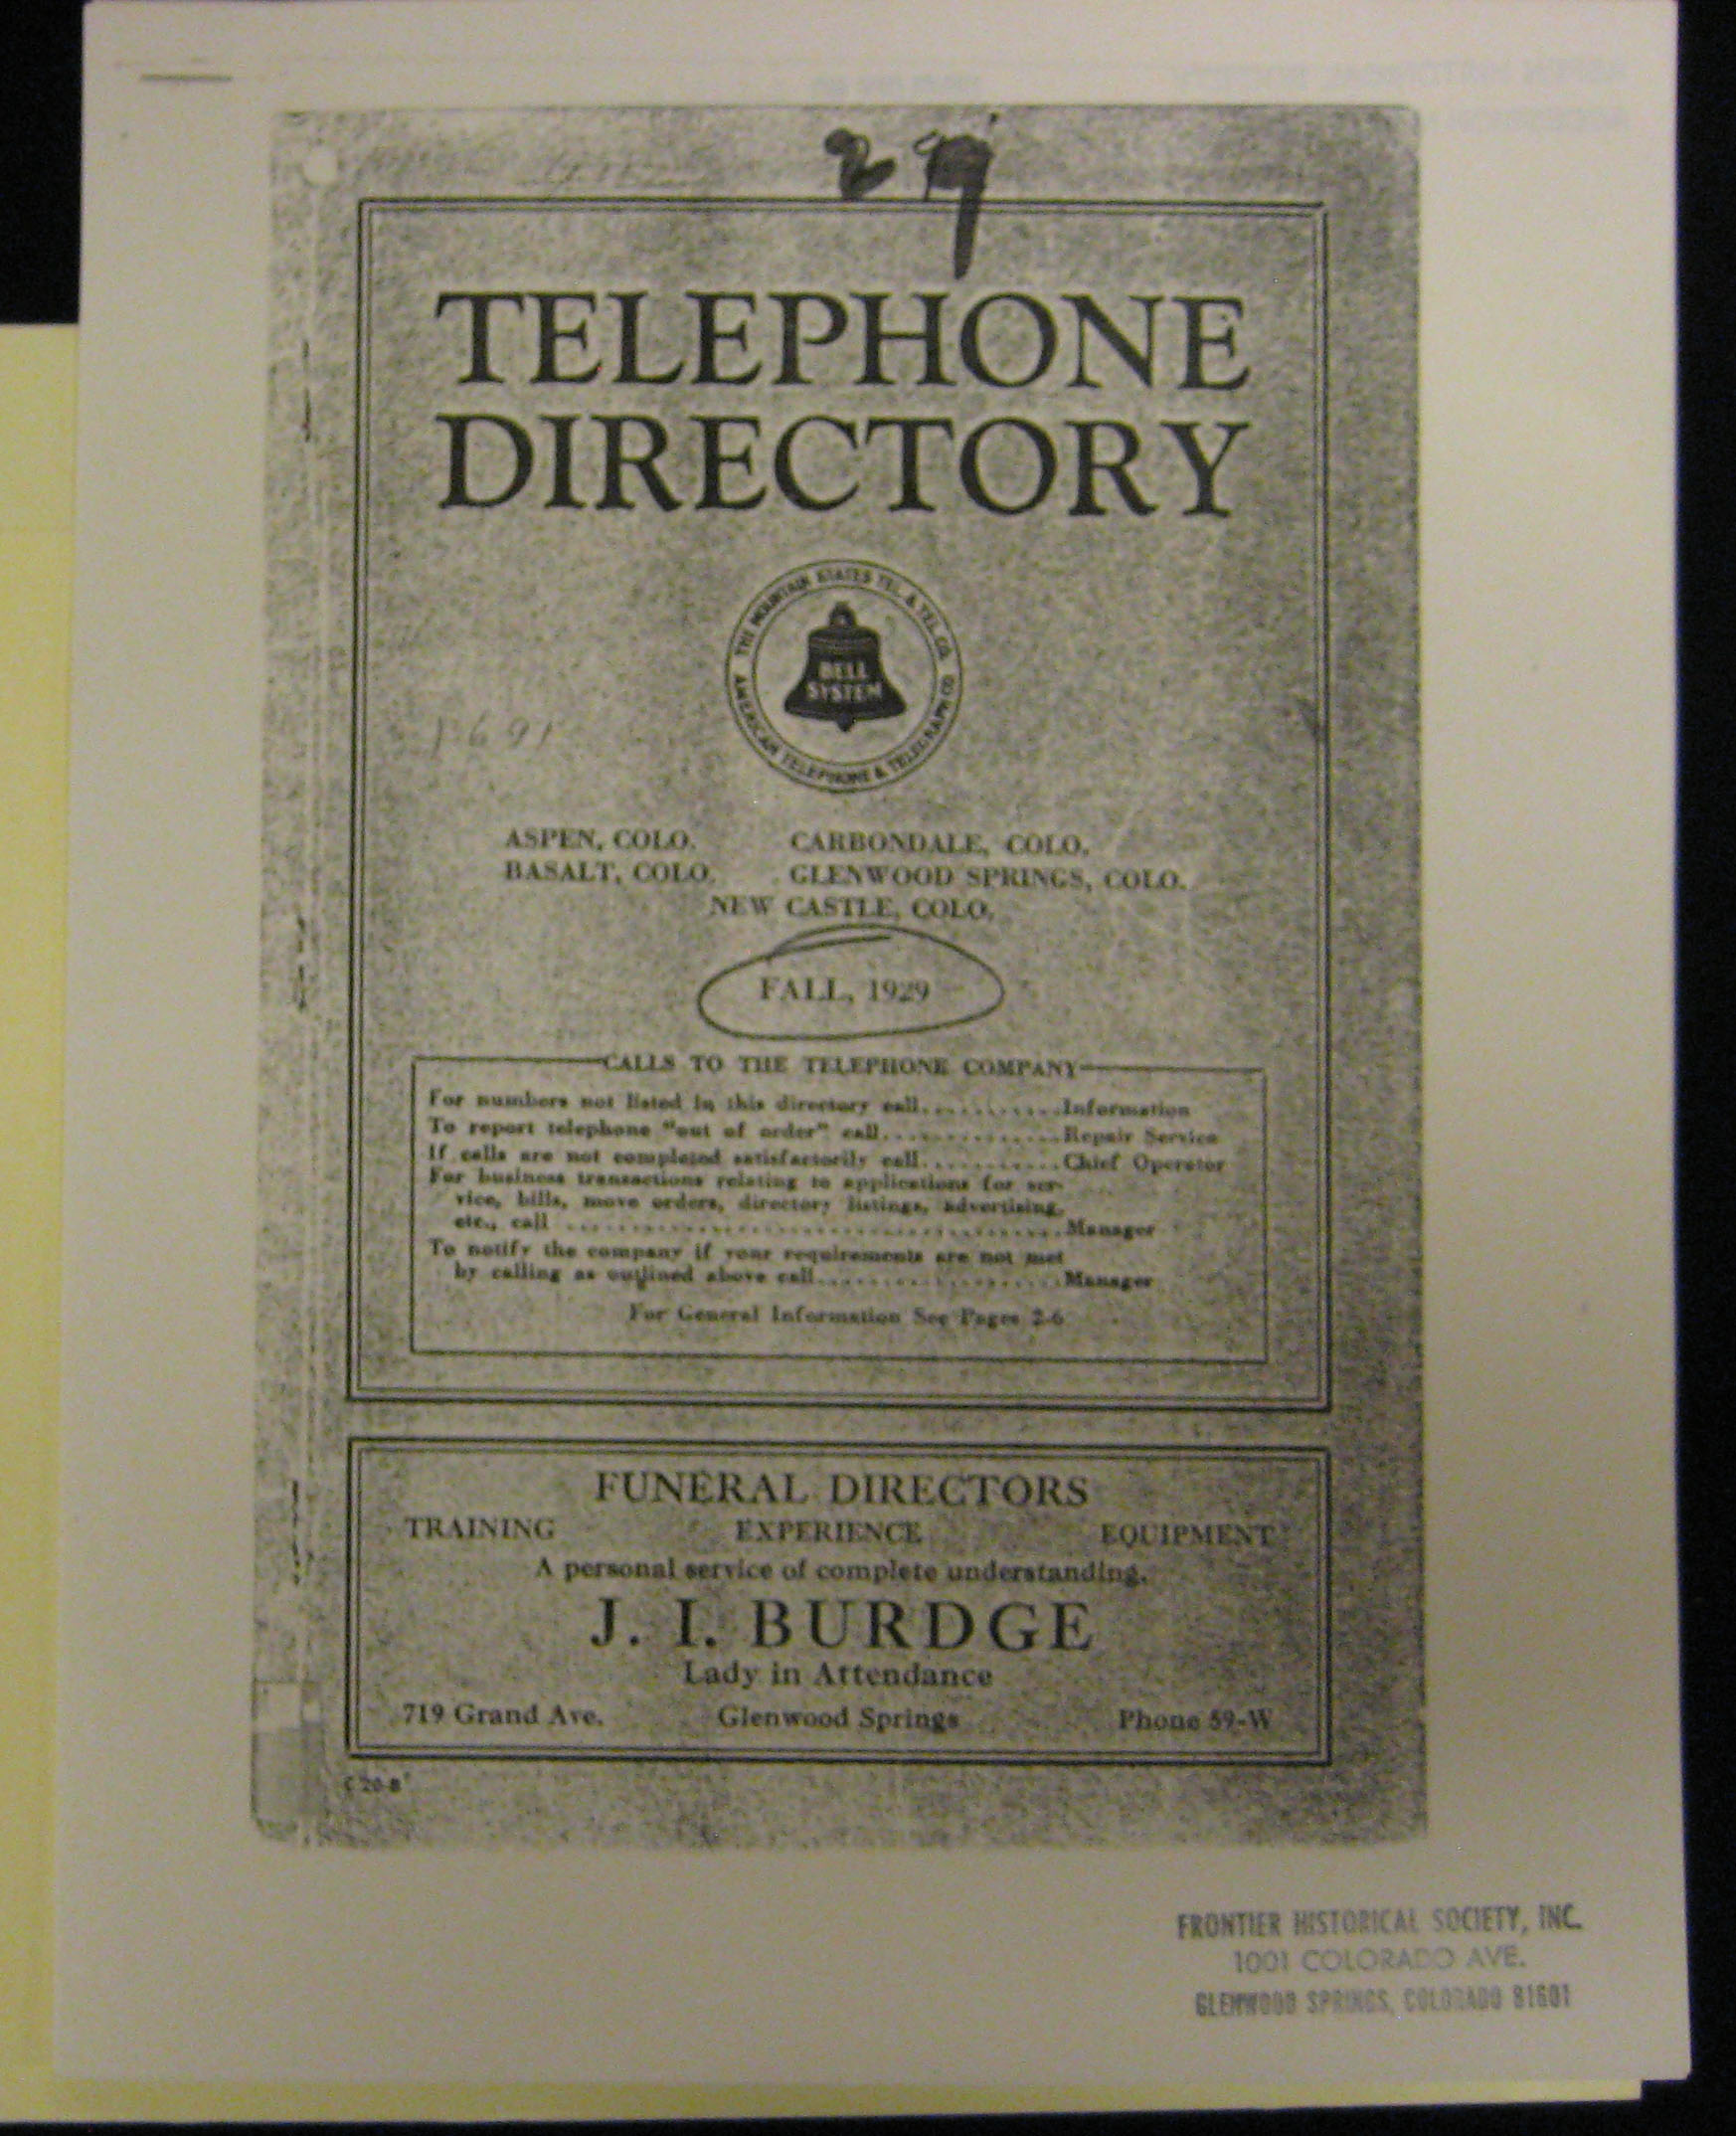 29
TELEPHONE
DIRECTORY
THE MOUNTAIN STATES TEL. & TEL. CO.
BELL
SYSTEM
AMERICAN TELEPHONE & TELEGRAPH CO
1691
ASPEN, COLO. CARBONDALE, COLO.
BASALT, COLO. GLENWOOD SPRINGS, COLO.
NEW CASTLE, COLO.
FALL, 1929
CALLS TO THE TELEPHONE COMPANY
For numbers not listed in this directory call............Information
To report telephone "out of order" call...............Repair Service
If calls are not completed satisfactorily call............Chief Operator
For business transactions relating to applications for ser-
vice, bills, move orders, directory listings, advertising,
etc., call ......................................Manager
To notify the company if your requirements are not met
by calling as outlined above call.....................Manager
For General Information See Pages 2-6
FUNERAL DIRECTORS
TRAINING EXPERIENCE EQUIPMENT
A personal service of complete understanding.
J. I. BURDGE
Lady in Attendance
719 Grand Ave. Glenwood Springs Phone 59-W
C 20-8
FRONTIER HISTORICAL SOCIETY, INC.
1001 COLORADO AVE.
GLENWOOD SPRINGS, COLORADO 81601